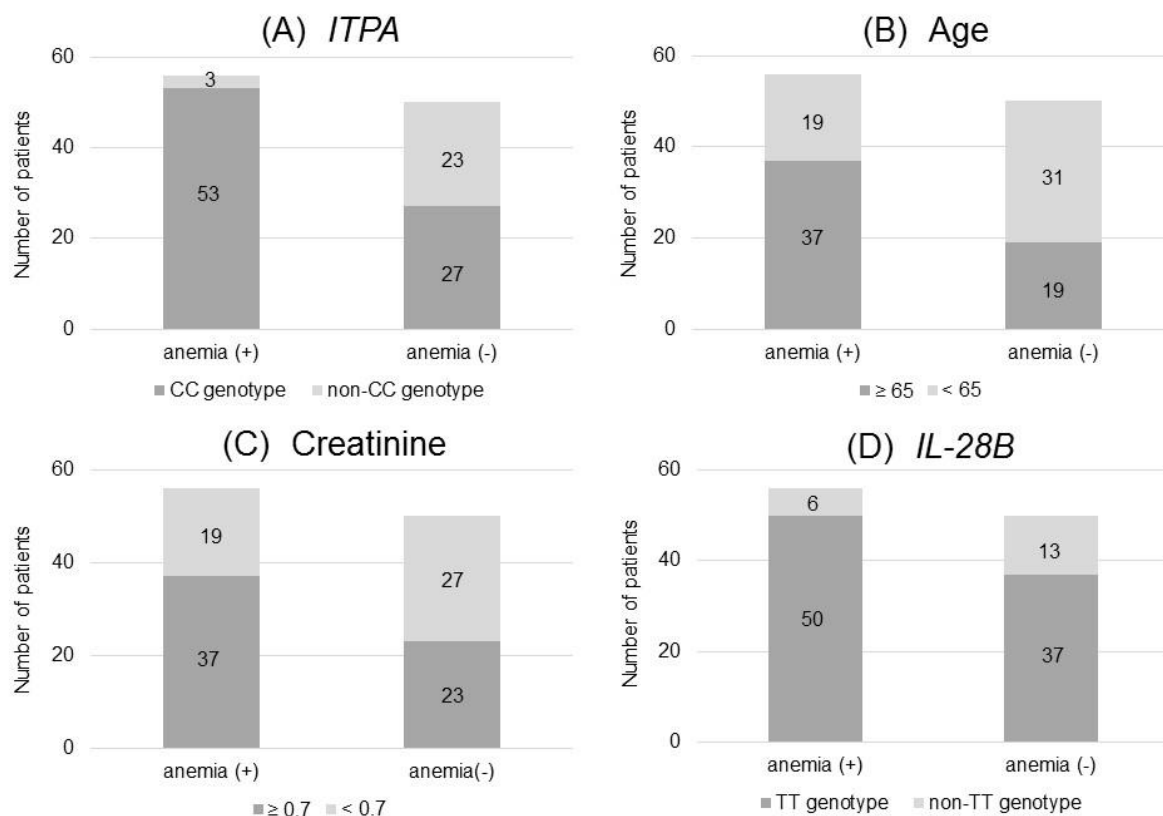 (A) ITPA
Number of patients
60
40
20
0
3
53
23
27
anemia (+)
anemia (-)
CC genotype
non-CC genotype
(B) Age
Number of patients
60
40
20
0
19
37
31
19
anemia (+)
anemia (-)
≥ 65
< 65
(C) Creatinine
Number of patients
60
40
20
0
19
37
27
23
anemia (+)
anemia(-)
≥ 0.7
< 0.7
(D) IL-28B
Number of patients
60
40
20
0
6
50
13
37
anemia (+)
anemia (-)
TT genotype
non-TT genotype